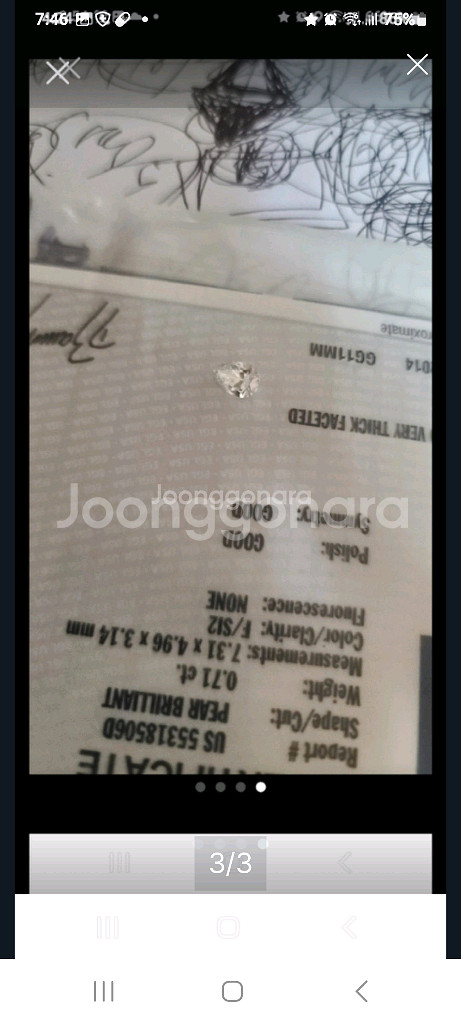 7:46 75%
Report # US 55318506D
Shape/Cut: PEAR BRILLIANT
Weight: 0.71 ct.
Measurements: 7.31 x 4.96 x 3.14 mm
Color/Clarity: F/SI2
Fluorescence: NONE
Polish: GOOD
Symmetry: GOOD
VERY THICK FACETED
2014 GG11MM
Joonggonara
Joonggonara
3/3